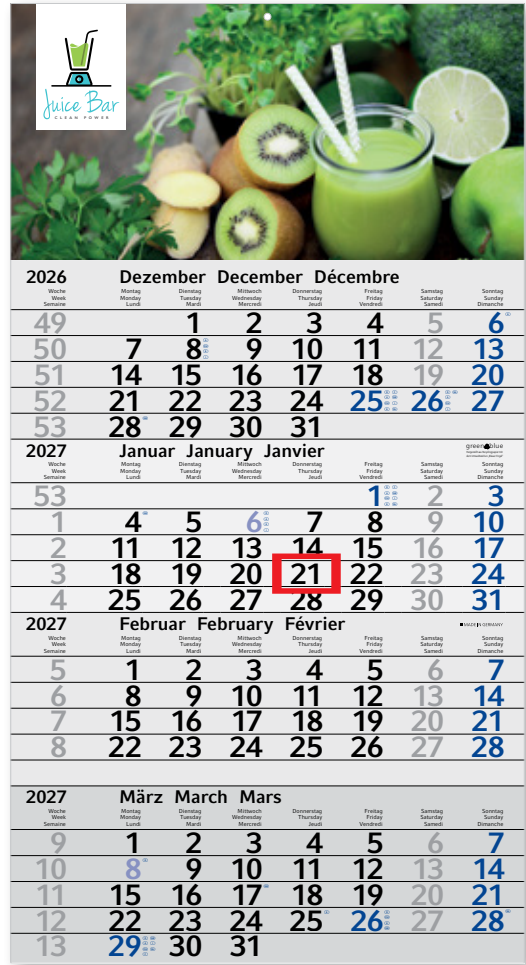 Juice Bar
CLEAN POWER
2026 Dezember December Décembre
Woche Montag Dienstag Mittwoch Donnerstag Freitag Samstag Sonntag
Week Monday Tuesday Wednesday Thursday Friday Saturday Sunday
Semaine Lundi Mardi Mercredi Jeudi Vendredi Samedi Dimanche
49 1 2 3 4 5 6
50 7 8 9 10 11 12 13
51 14 15 16 17 18 19 20
52 21 22 23 24 25 26 27
53 28 29 30 31
2027 Januar January Janvier
green blue
Woche Montag Dienstag Mittwoch Donnerstag Freitag Samstag Sonntag
Week Monday Tuesday Wednesday Thursday Friday Saturday Sunday
Semaine Lundi Mardi Mercredi Jeudi Vendredi Samedi Dimanche
53 1 2 3
1 4 5 6 7 8 9 10
2 11 12 13 14 15 16 17
3 18 19 20 21 22 23 24
4 25 26 27 28 29 30 31
2027 Februar February Février
MADE IN GERMANY
Woche Montag Dienstag Mittwoch Donnerstag Freitag Samstag Sonntag
Week Monday Tuesday Wednesday Thursday Friday Saturday Sunday
Semaine Lundi Mardi Mercredi Jeudi Vendredi Samedi Dimanche
5 1 2 3 4 5 6 7
6 8 9 10 11 12 13 14
7 15 16 17 18 19 20 21
8 22 23 24 25 26 27 28
2027 März March Mars
Woche Montag Dienstag Mittwoch Donnerstag Freitag Samstag Sonntag
Week Monday Tuesday Wednesday Thursday Friday Saturday Sunday
Semaine Lundi Mardi Mercredi Jeudi Vendredi Samedi Dimanche
9 1 2 3 4 5 6 7
10 8 9 10 11 12 13 14
11 15 16 17 18 19 20 21
12 22 23 24 25 26 27 28
13 29 30 31